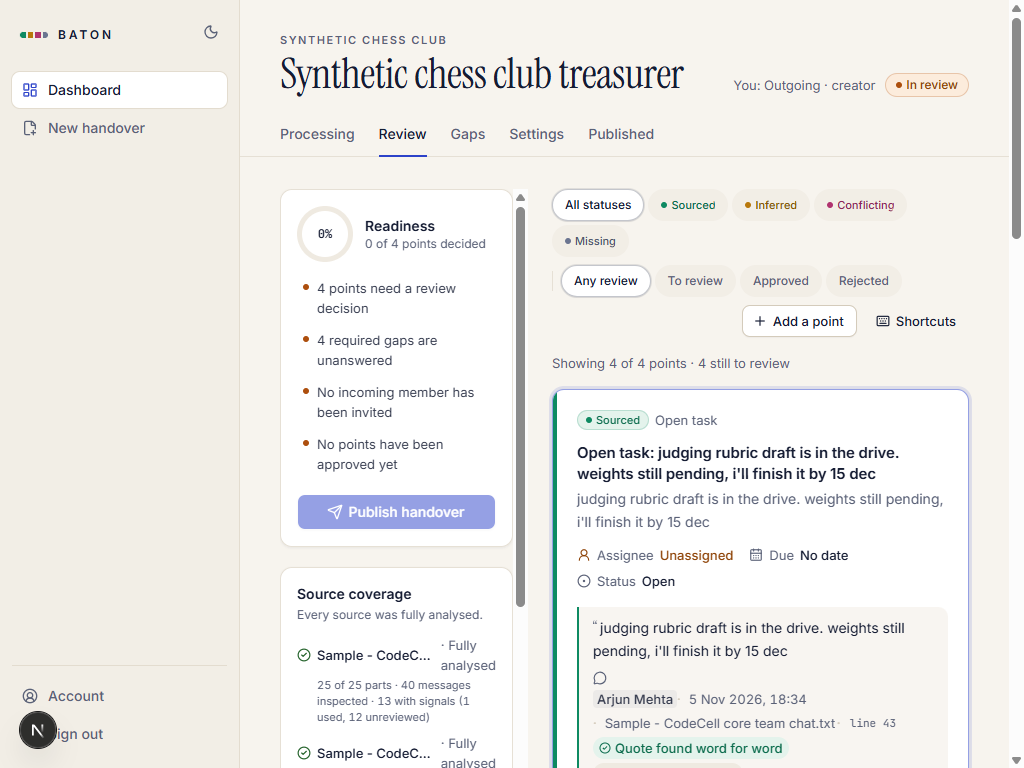 BATON
Dashboard
New handover
Account
ign out
N
SYNTHETIC CHESS CLUB
Synthetic chess club treasurer
You: Outgoing · creator
In review
Processing
Review
Gaps
Settings
Published
0%
Readiness
0 of 4 points decided
4 points need a review
decision
4 required gaps are
unanswered
No incoming member has
been invited
No points have been
approved yet
Publish handover
Source coverage
Every source was fully analysed.
Sample - CodeC... · Fully
analysed
25 of 25 parts · 40 messages
inspected · 13 with signals (1
used, 12 unreviewed)
Sample - CodeC... · Fully
analysed
All statuses
Sourced
Inferred
Conflicting
Missing
Any review
To review
Approved
Rejected
Add a point
Shortcuts
Showing 4 of 4 points · 4 still to review
Sourced Open task
Open task: judging rubric draft is in the drive.
weights still pending, i'll finish it by 15 dec
judging rubric draft is in the drive. weights still pending,
i'll finish it by 15 dec
Assignee Unassigned Due No date
Status Open
“judging rubric draft is in the drive. weights still
pending, i'll finish it by 15 dec
Arjun Mehta · 5 Nov 2026, 18:34
· Sample - CodeCell core team chat.txt · line 43
Quote found word for word